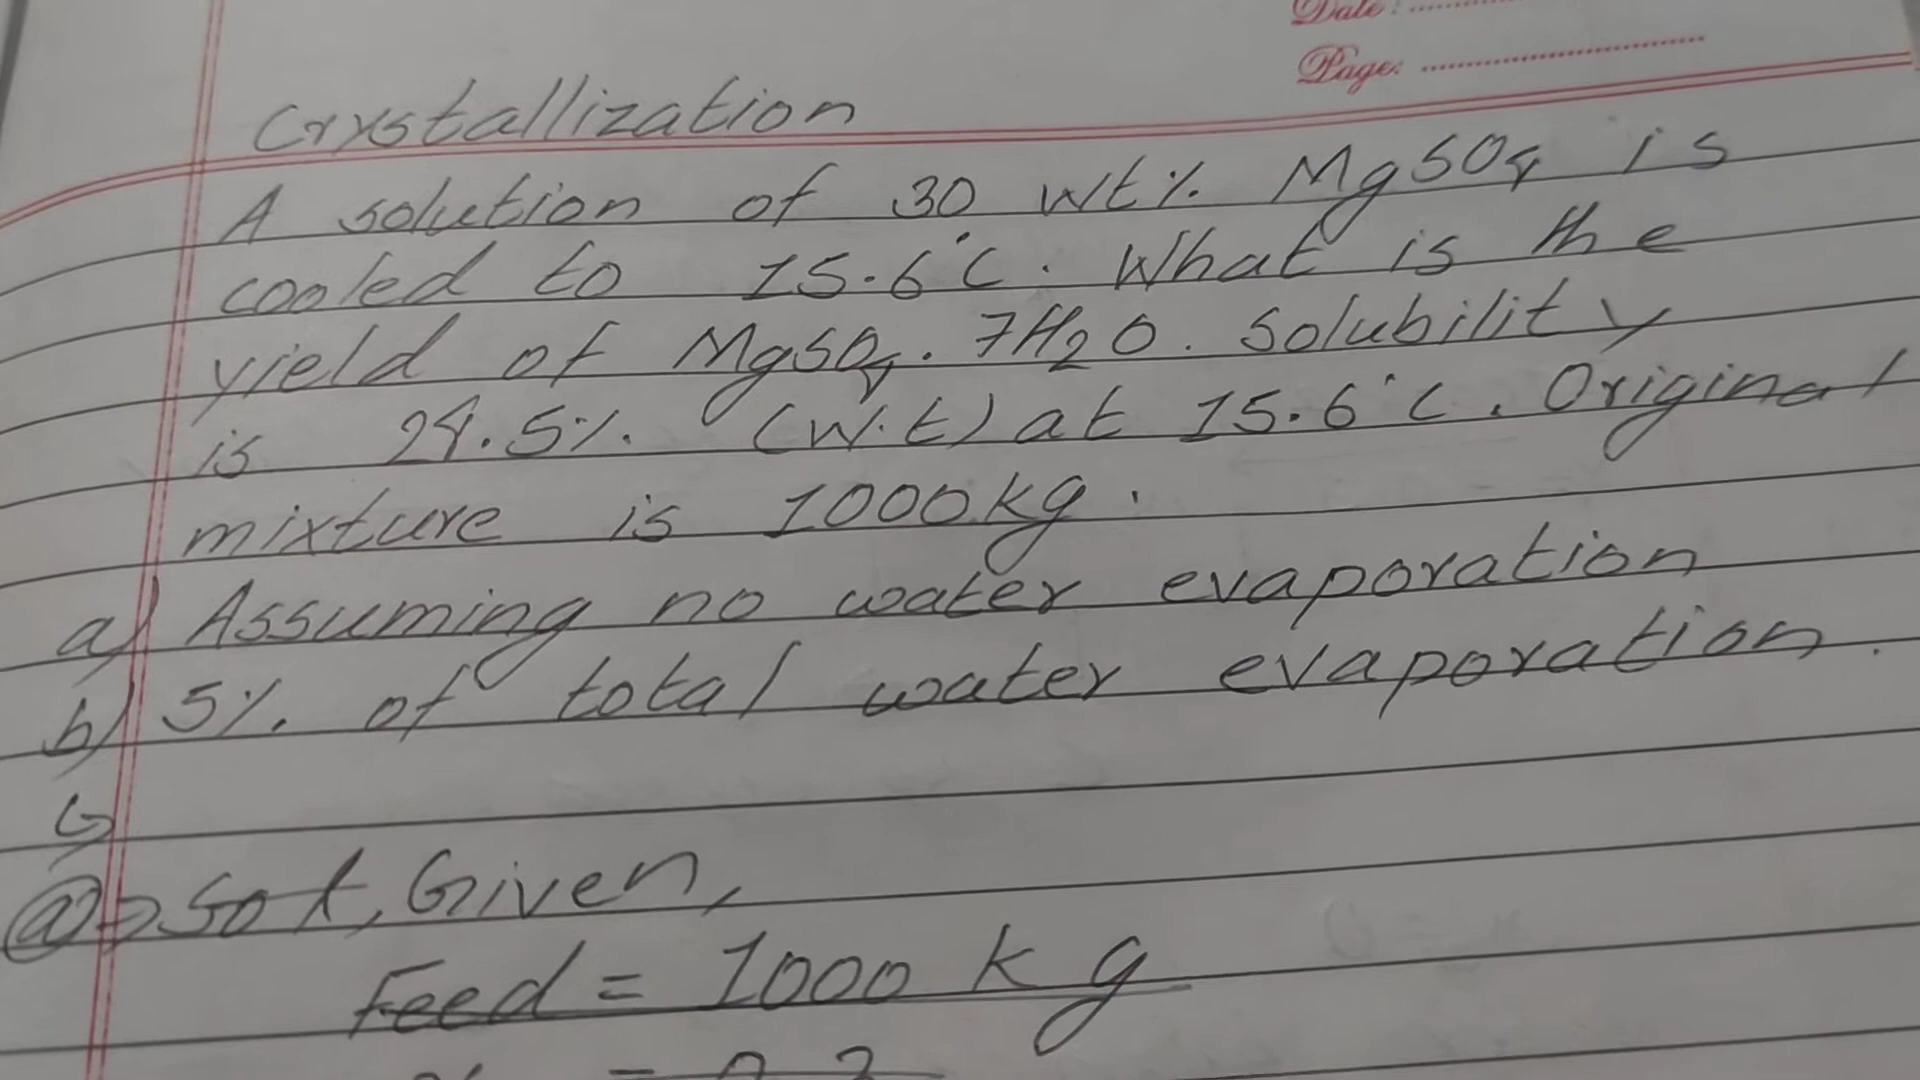 Date: ..........
Page: ..........
Crystallization
A solution of 30 wt% MgSO4 is
cooled to 15.6°C. What is the
yield of MgSO4. 7H2O. Solubility
is 24.5%. (w.t) at 15.6°C. Original
mixture is 1000kg.
a) Assuming no water evaporation
b) 5% of total water evaporation.
↳
@→ Sol, Given,
Feed = 1000 kg